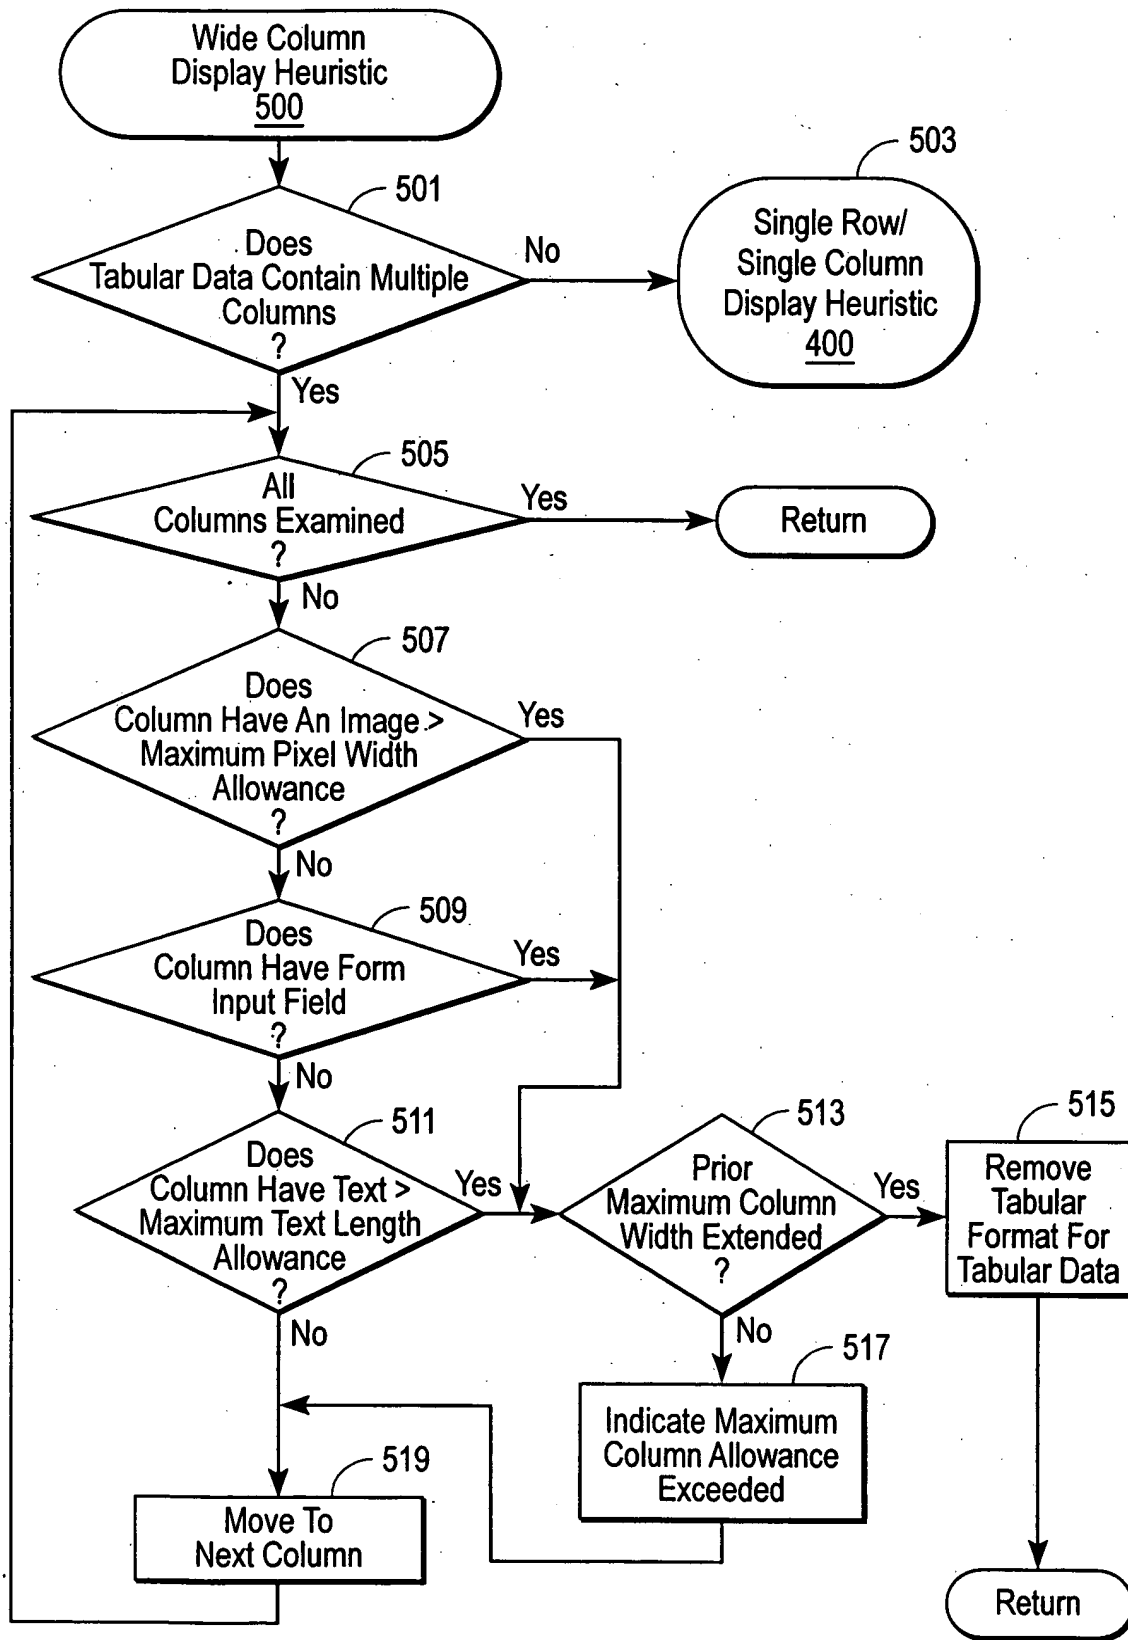 Wide Column
Display Heuristic
500
501
Does
Tabular Data Contain Multiple
Columns
?
No
503
Single Row/
Single Column
Display Heuristic
400
Yes
505
All
Columns Examined
?
Yes
Return
No
507
Does
Column Have An Image >
Maximum Pixel Width
Allowance
?
Yes
No
509
Does
Column Have Form
Input Field
?
Yes
No
511
Does
Column Have Text >
Maximum Text Length
Allowance
?
Yes
513
Prior
Maximum Column
Width Extended
?
Yes
515
Remove
Tabular
Format For
Tabular Data
No
No
517
Indicate Maximum
Column Allowance
Exceeded
519
Move To
Next Column
Return